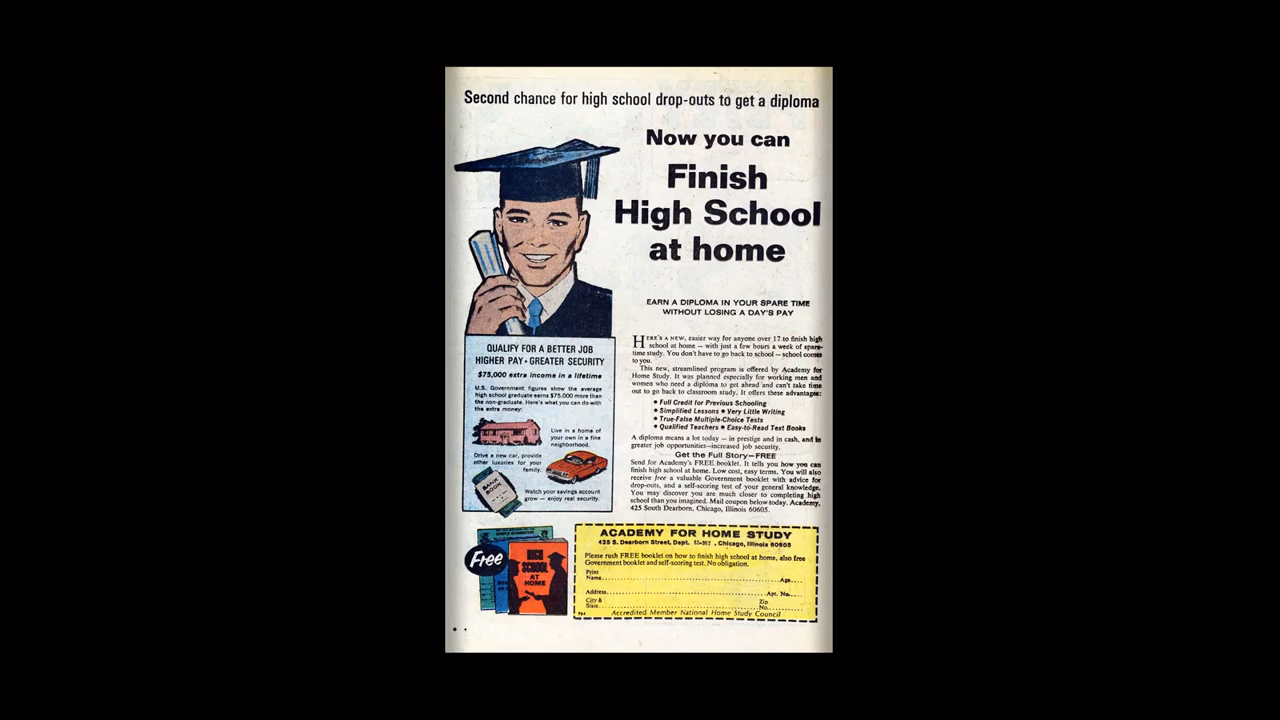 Second chance for high school drop-outs to get a diploma
Now you can
Finish
High School
at home
EARN A DIPLOMA IN YOUR SPARE TIME
WITHOUT LOSING A DAY'S PAY
QUALIFY FOR A BETTER JOB
HIGHER PAY • GREATER SECURITY
$75,000 extra income in a lifetime
U.S. Government figures show the average
high school graduate earns $75,000 more than
the non-graduate. Here's what you can do with
the extra money:
Live in a home of
your own in a fine
neighborhood.
Drive a new car, provide
other luxuries for your
family.
BANK
BOOK
Watch your savings account
grow — enjoy real security.
HERE'S A NEW, easier way for anyone over 17 to finish high
school at home — with just a few hours a week of spare-
time study. You don't have to go back to school — school comes
to you.
This new, streamlined program is offered by Academy for
Home Study. It was planned especially for working men and
women who need a diploma to get ahead and can't take time
out to go back to classroom study. It offers these advantages:
• Full Credit for Previous Schooling
• Simplified Lessons • Very Little Writing
• True-False Multiple-Choice Tests
• Qualified Teachers • Easy-to-Read Text Books
A diploma means a lot today — in prestige and in cash, and in
greater job opportunities—increased job security.
Get the Full Story—FREE
Send for Academy's FREE booklet. It tells you how you can
finish high school at home. Low cost, easy terms. You will also
receive free a valuable Government booklet with advice for
drop-outs, and a self-scoring test of your general knowledge.
You may discover you are much closer to completing high
school than you imagined. Mail coupon below today. Academy,
425 South Dearborn, Chicago, Illinois 60605.
Free
HIGH
SCHOOL
AT
HOME
ACADEMY FOR HOME STUDY
425 S. Dearborn Street, Dept. , Chicago, Illinois 60605
Please rush FREE booklet on how to finish high school at home, also free
Government booklet and self-scoring test. No obligation.
Print
Name Age
Address Apt. No.
City & Zip
State No.
Accredited Member National Home Study Council